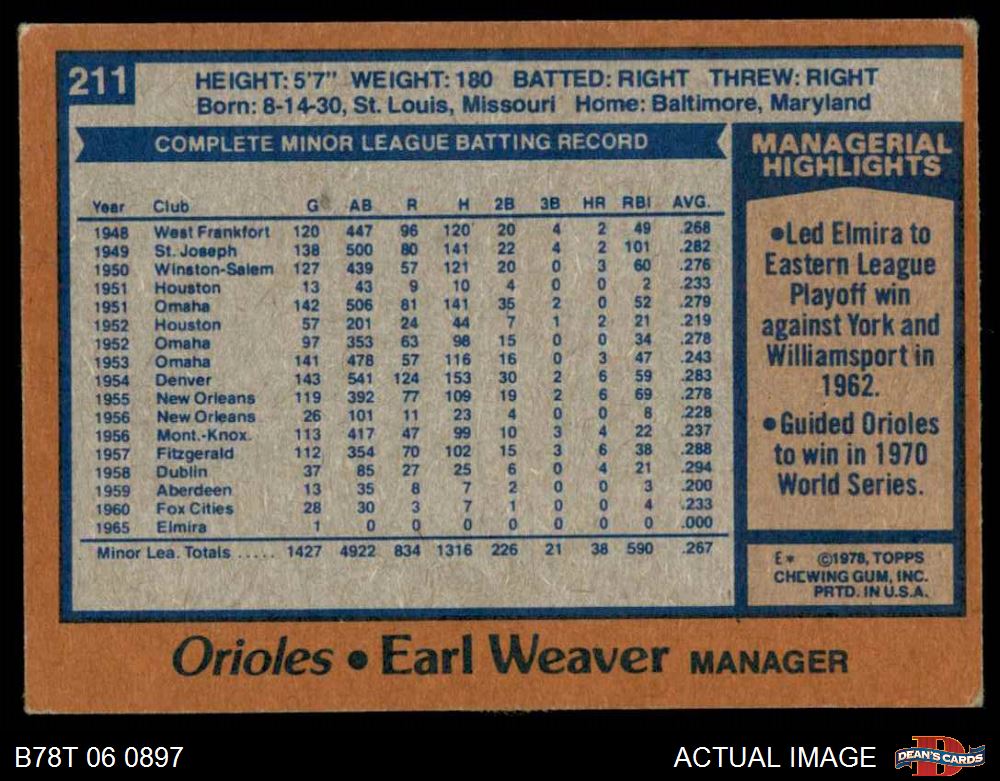 211
HEIGHT: 5'7" WEIGHT: 180 BATTED: RIGHT THREW: RIGHT
Born: 8-14-30, St. Louis, Missouri Home: Baltimore, Maryland
COMPLETE MINOR LEAGUE BATTING RECORD
Year Club G AB R H 2B 3B HR RBI AVG.
1948 West Frankfort 120 447 96 120 20 4 2 49 .268
1949 St. Joseph 138 500 80 141 22 4 2 101 .282
1950 Winston-Salem 127 439 57 121 20 0 3 60 .276
1951 Houston 13 43 9 10 4 0 0 2 .233
1951 Omaha 142 506 81 141 35 2 0 52 .279
1952 Houston 57 201 24 44 7 1 2 21 .219
1952 Omaha 97 353 63 98 15 0 0 34 .278
1953 Omaha 141 478 57 116 16 0 3 47 .243
1954 Denver 143 541 124 153 30 2 6 59 .283
1955 New Orleans 119 392 77 109 19 2 6 69 .278
1956 New Orleans 26 101 11 23 4 0 0 8 .228
1956 Mont.-Knox. 113 417 47 99 10 3 4 22 .237
1957 Fitzgerald 112 354 70 102 15 3 6 38 .288
1958 Dublin 37 85 27 25 6 0 4 21 .294
1959 Aberdeen 13 35 8 7 2 0 0 3 .200
1960 Fox Cities 28 30 3 7 1 0 0 4 .233
1965 Elmira 1 0 0 0 0 0 0 0 .000
Minor Lea. Totals ..... 1427 4922 834 1316 226 21 38 590 .267
MANAGERIAL
HIGHLIGHTS
•Led Elmira to
Eastern League
Playoff win
against York and
Williamsport in
1962.
•Guided Orioles
to win in 1970
World Series.
E* ©1978, TOPPS
CHEWING GUM, INC.
PRTD. IN U.S.A.
Orioles • Earl Weaver MANAGER
B78T 06 0897
ACTUAL IMAGE
D
DEAN'S CARDS